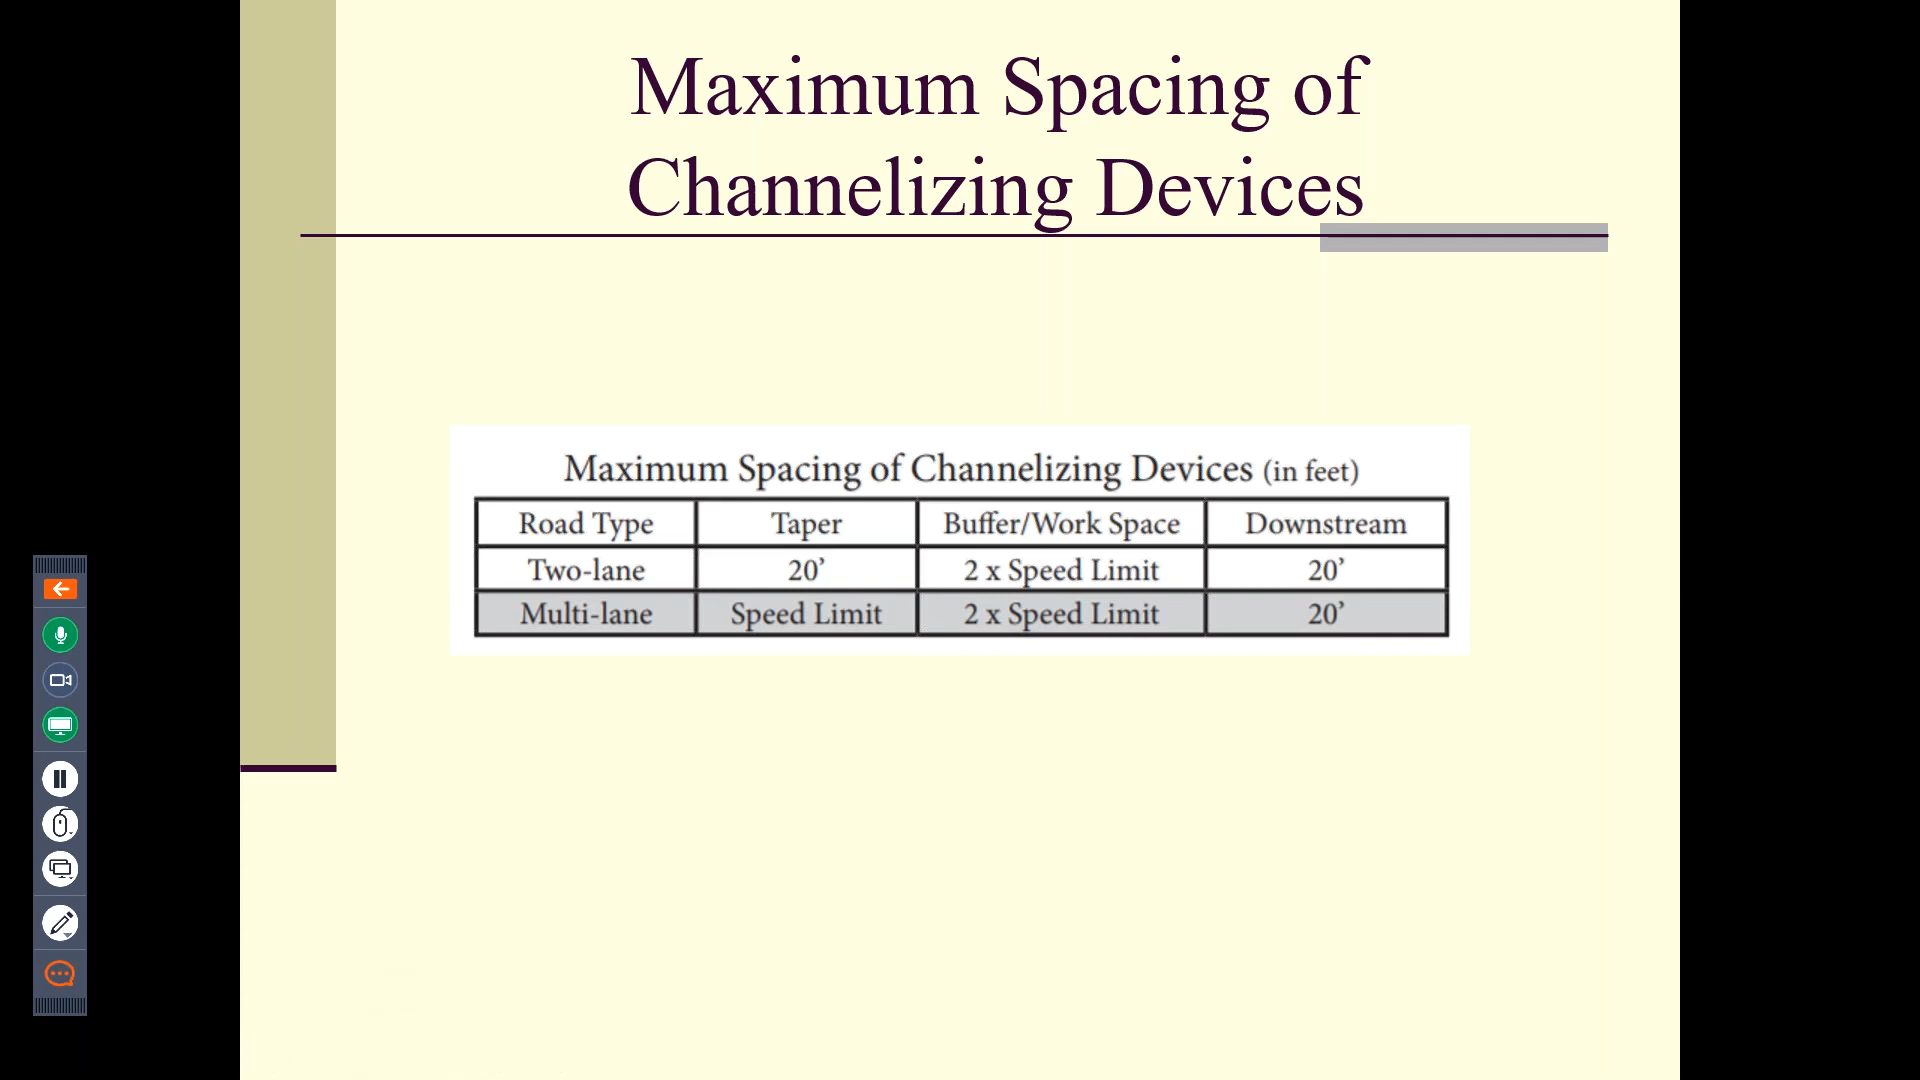 Maximum Spacing of
Channelizing Devices
Maximum Spacing of Channelizing Devices (in feet)
Road Type Taper Buffer/Work Space Downstream
Two-lane 20’ 2 x Speed Limit 20’
Multi-lane Speed Limit 2 x Speed Limit 20’